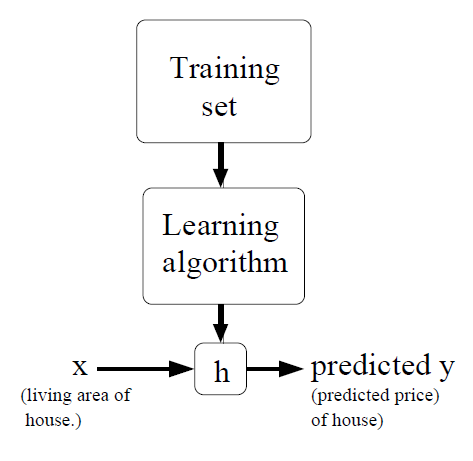 Training
set
Learning
algorithm
x
h
predicted y
(living area of
house.)
(predicted price)
of house)